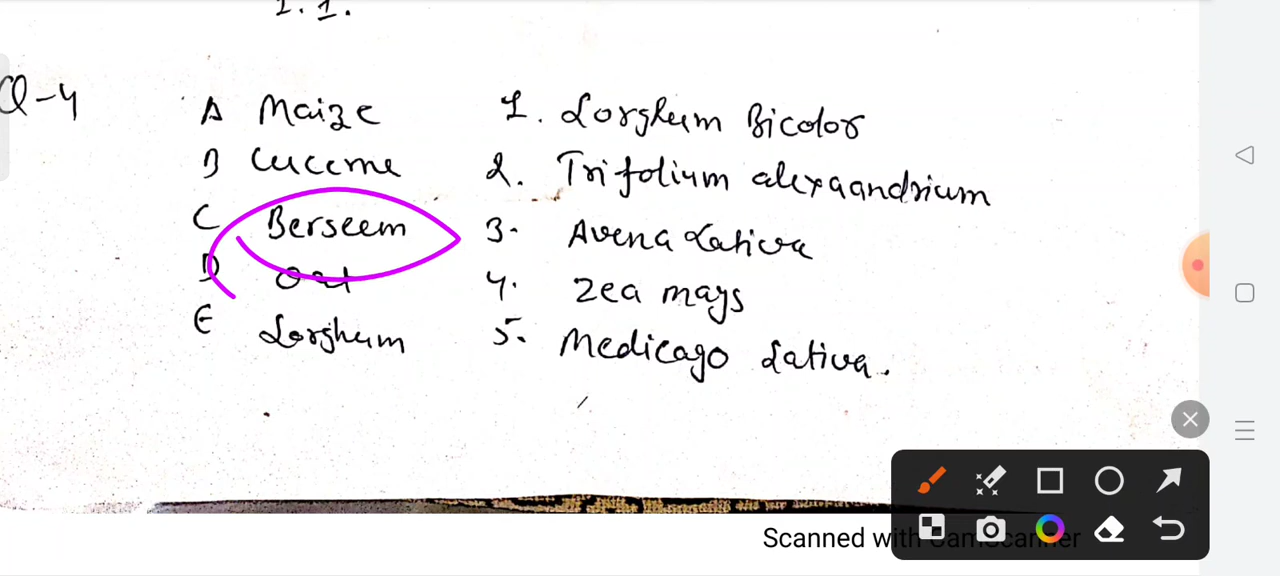 I.I.
Q-4
A Maize 1. Sorghum Bicolor
B Lucerne 2. Trifolium alexaandrium
C Berseem 3. Avena Sativa
D Oat 4. Zea mays
E Sorghum 5. Medicago Sativa.
Scanned with CamScanner